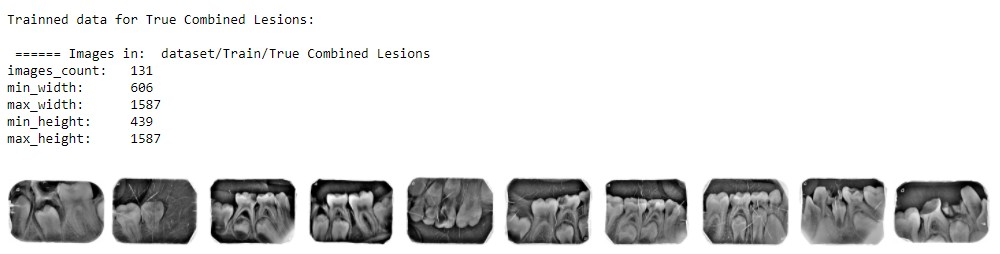 Trainned data for True Combined Lesions:
====== Images in:  dataset/Train/True Combined Lesions
images_count:   131
min_width:      606
max_width:      1587
min_height:     439
max_height:     1587